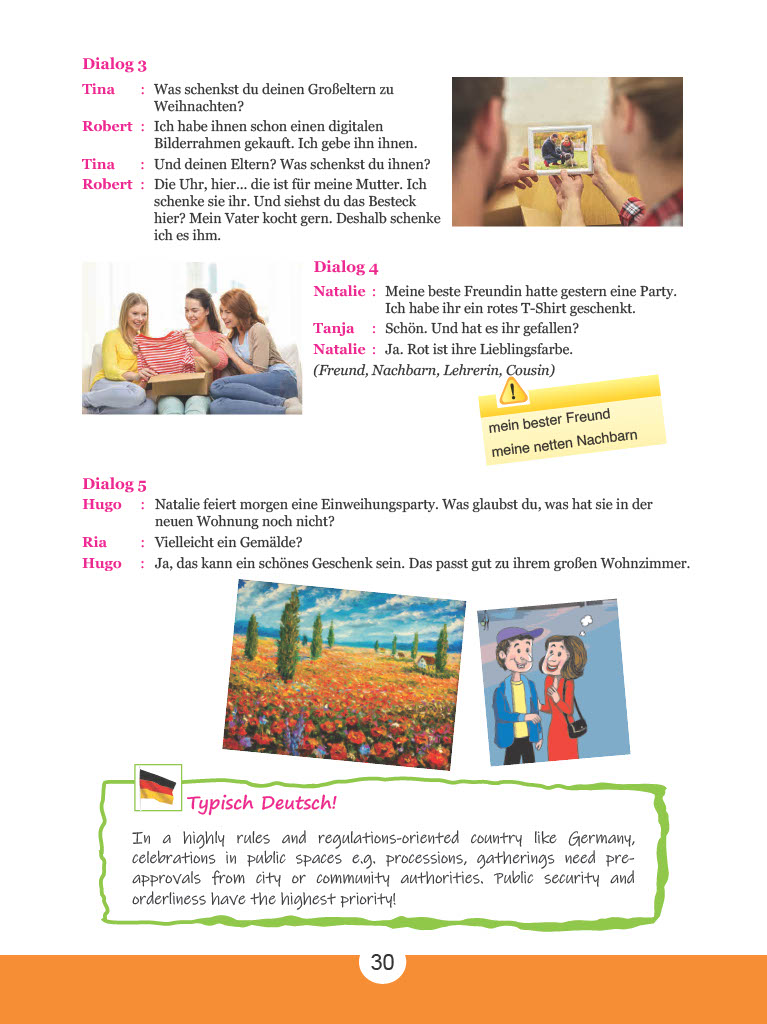 Dialog 3
Tina : Was schenkst du deinen Großeltern zu
Weihnachten?
Robert : Ich habe ihnen schon einen digitalen
Bilderrahmen gekauft. Ich gebe ihn ihnen.
Tina : Und deinen Eltern? Was schenkst du ihnen?
Robert : Die Uhr, hier... die ist für meine Mutter. Ich
schenke sie ihr. Und siehst du das Besteck
hier? Mein Vater kocht gern. Deshalb schenke
ich es ihm.
Dialog 4
Natalie : Meine beste Freundin hatte gestern eine Party.
Ich habe ihr ein rotes T-Shirt geschenkt.
Tanja : Schön. Und hat es ihr gefallen?
Natalie : Ja. Rot ist ihre Lieblingsfarbe.
(Freund, Nachbarn, Lehrerin, Cousin)
mein bester Freund
meine netten Nachbarn
Dialog 5
Hugo : Natalie feiert morgen eine Einweihungsparty. Was glaubst du, was hat sie in der
neuen Wohnung noch nicht?
Ria : Vielleicht ein Gemälde?
Hugo : Ja, das kann ein schönes Geschenk sein. Das passt gut zu ihrem großen Wohnzimmer.
Typisch Deutsch!
In a highly rules and regulations-oriented country like Germany,
celebrations in public spaces e.g. processions, gatherings need pre-
approvals from city or community authorities. Public security and
orderliness have the highest priority!
30